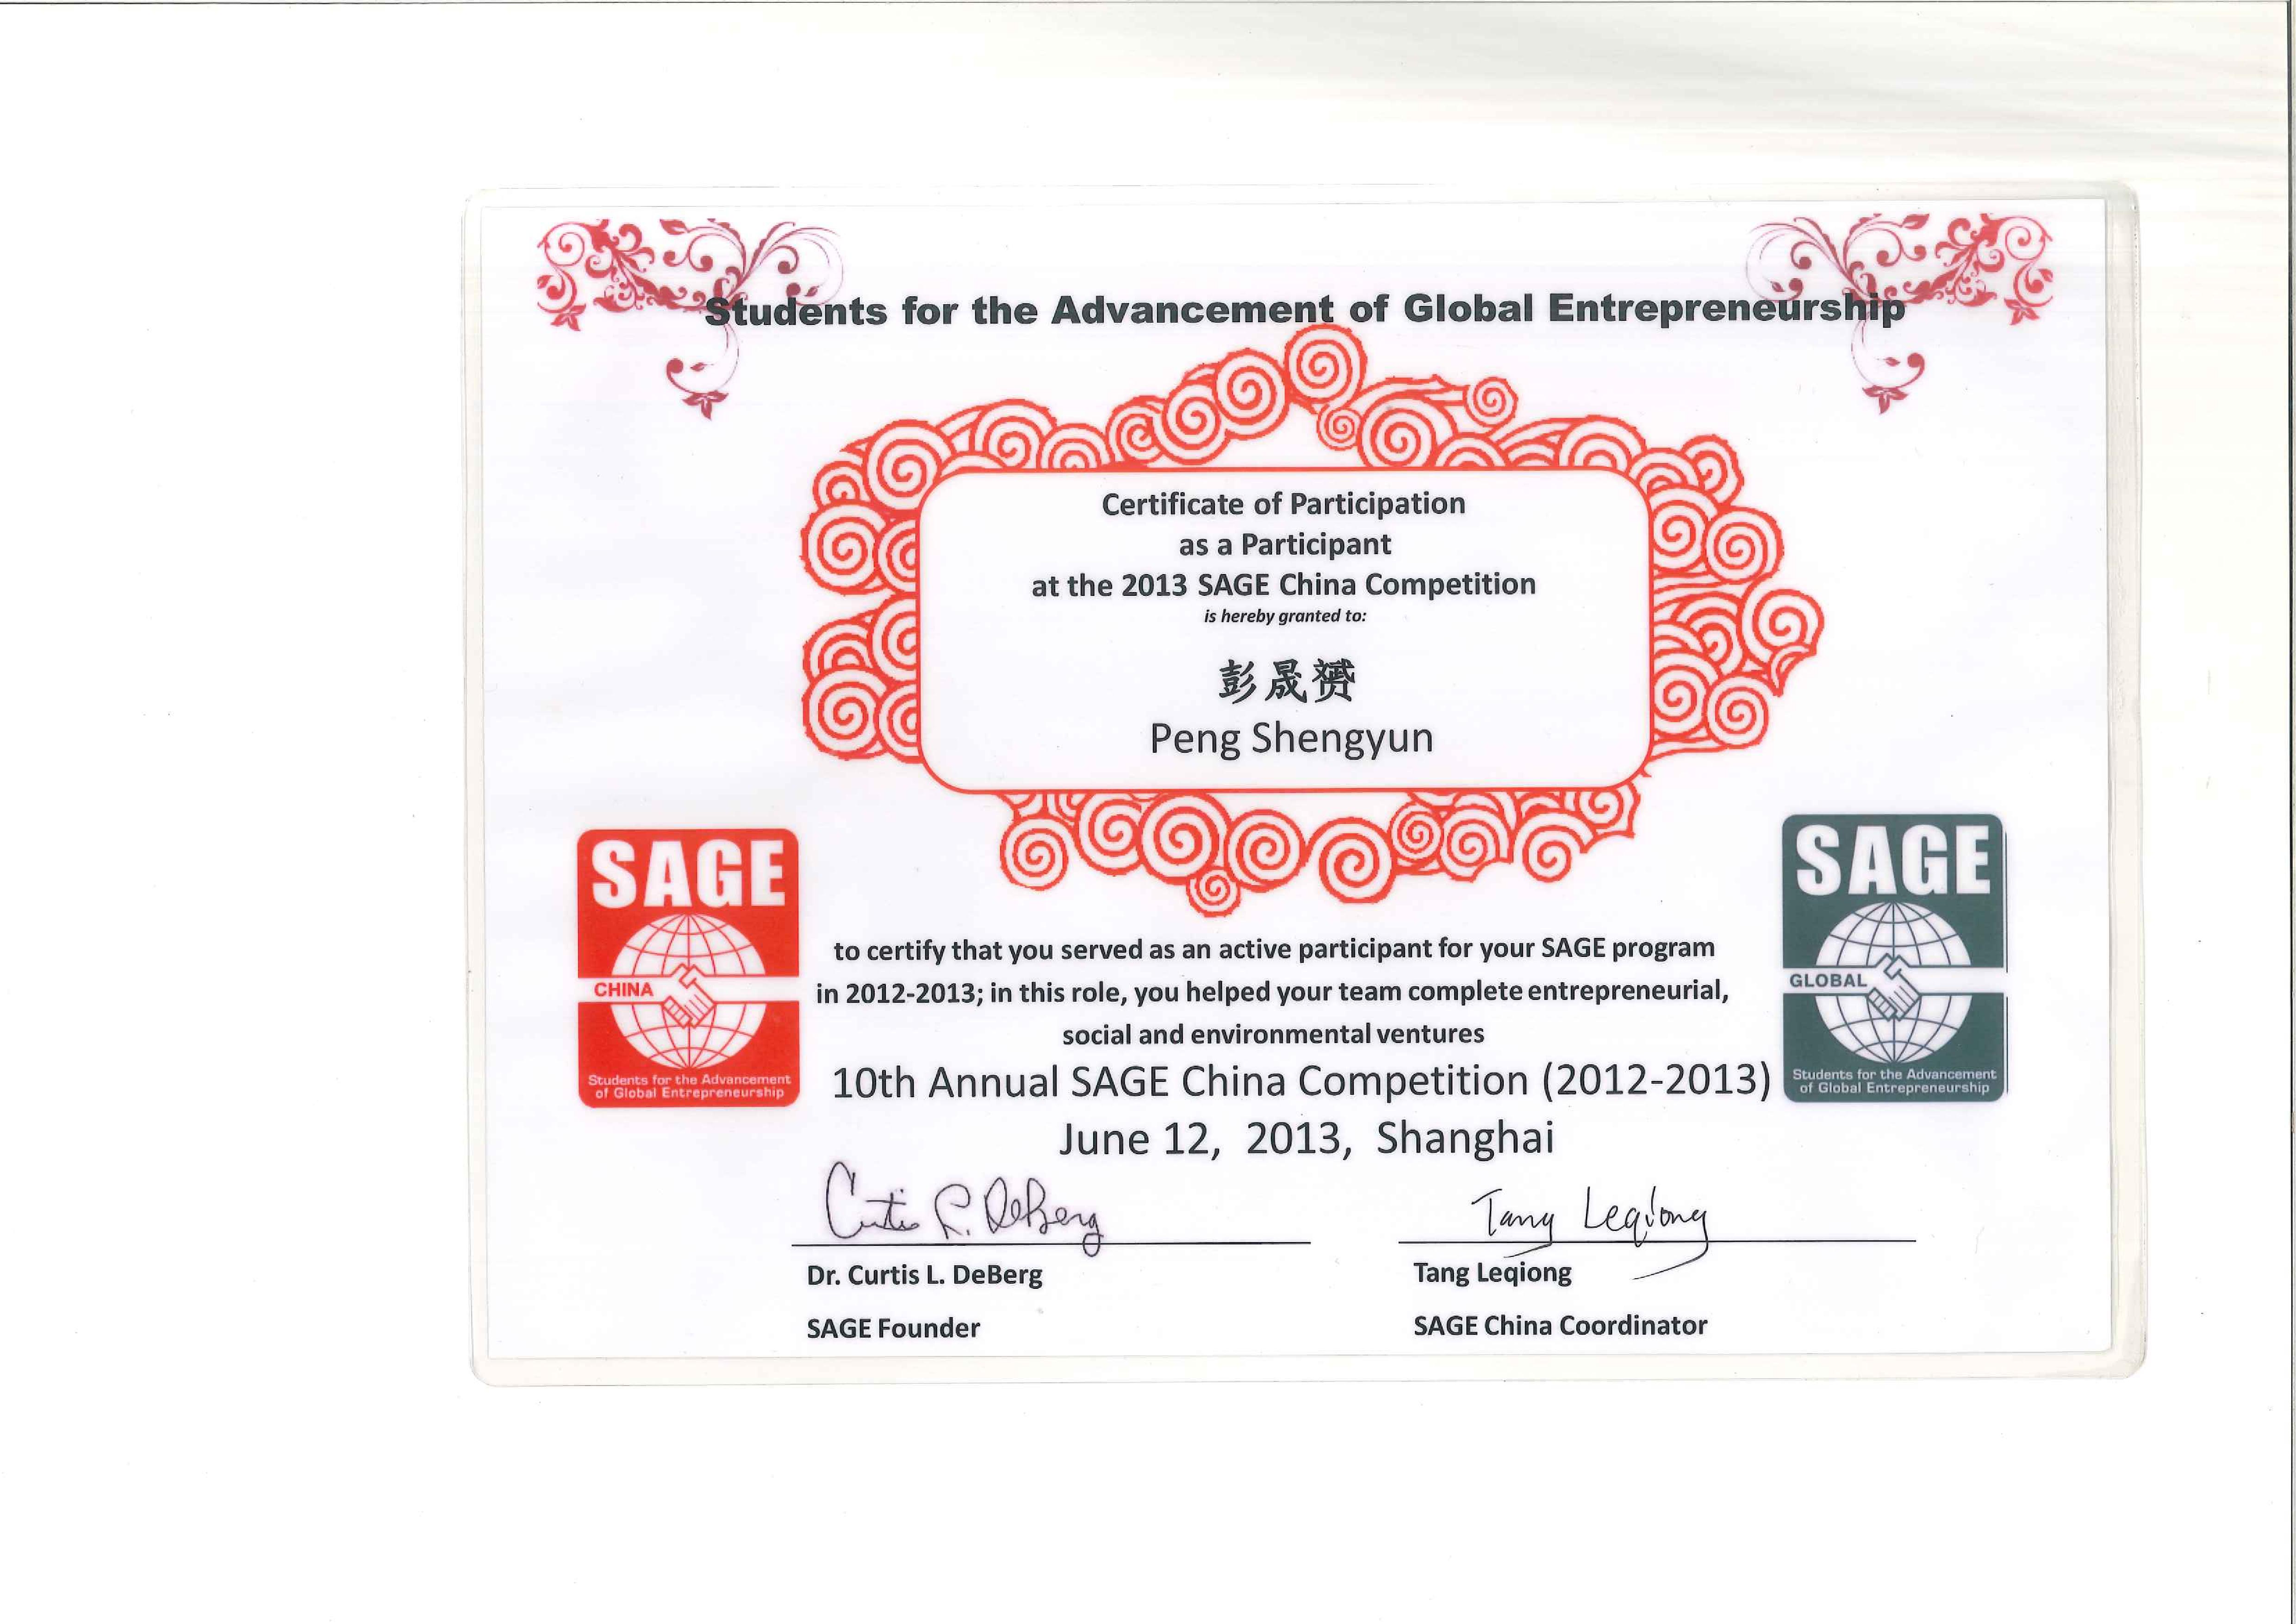 Students for the Advancement of Global Entrepreneurship
Certificate of Participation
as a Participant
at the 2013 SAGE China Competition
is hereby granted to:
彭晟赟
Peng Shengyun
SAGE
CHINA
Students for the Advancement
of Global Entrepreneurship
SAGE
GLOBAL
Students for the Advancement
of Global Entrepreneurship
to certify that you served as an active participant for your SAGE program
in 2012-2013; in this role, you helped your team complete entrepreneurial,
social and environmental ventures
10th Annual SAGE China Competition (2012-2013)
June 12, 2013, Shanghai
Curtis L. DeBerg
Tang Leqiong
Dr. Curtis L. DeBerg
Tang Leqiong
SAGE Founder
SAGE China Coordinator